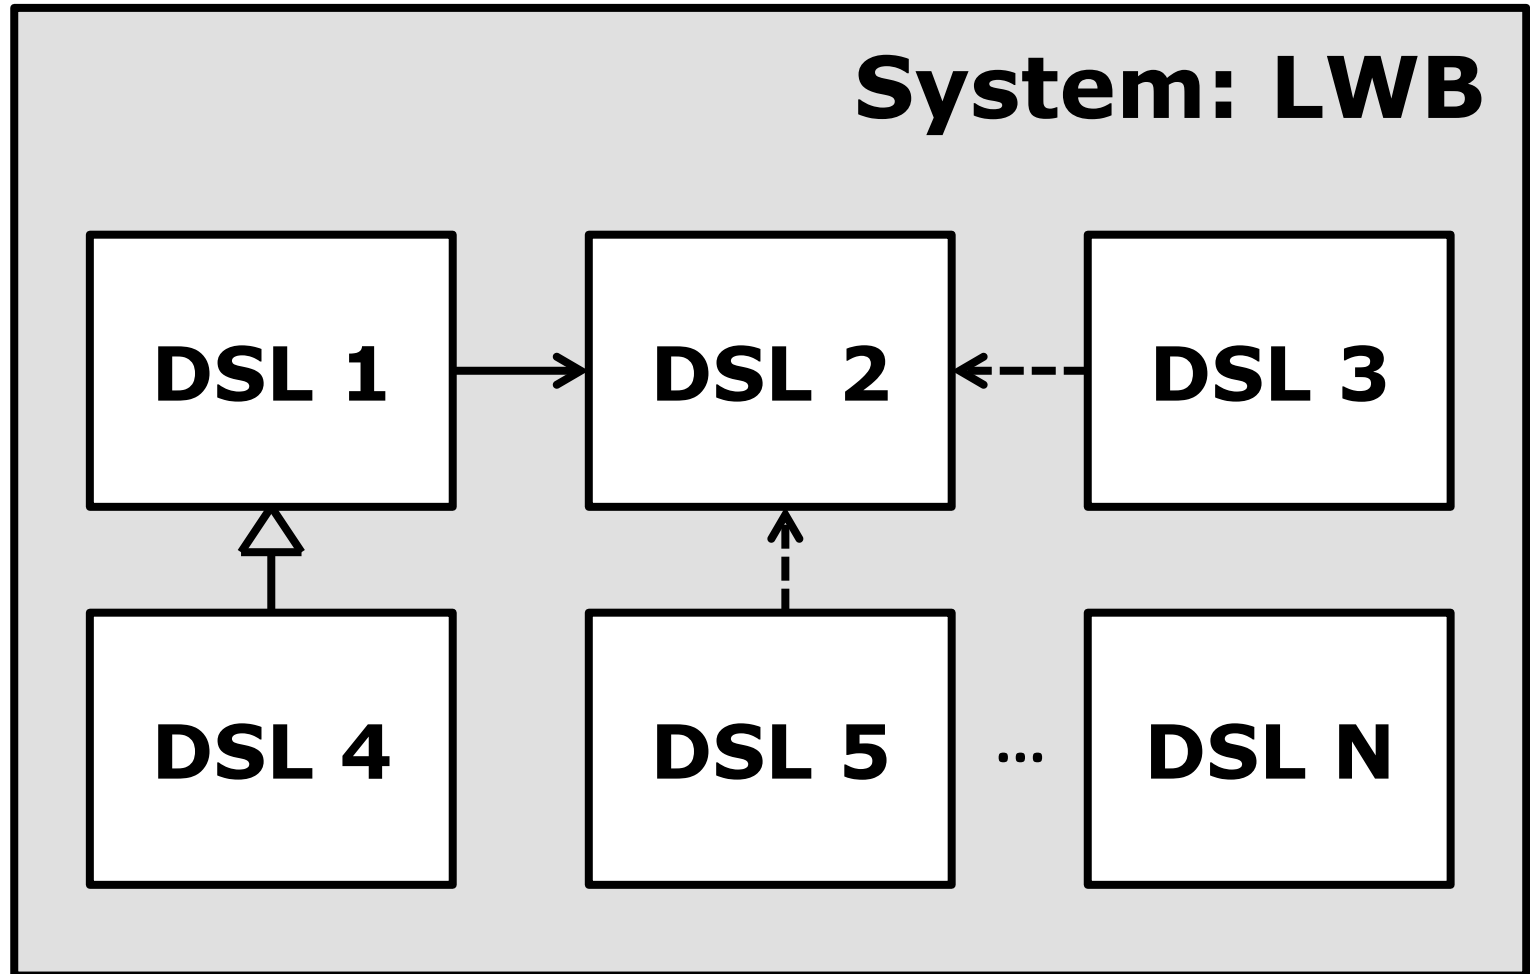 System: LWB
DSL 1
DSL 2
DSL 3
DSL 4
DSL 5
...
DSL N